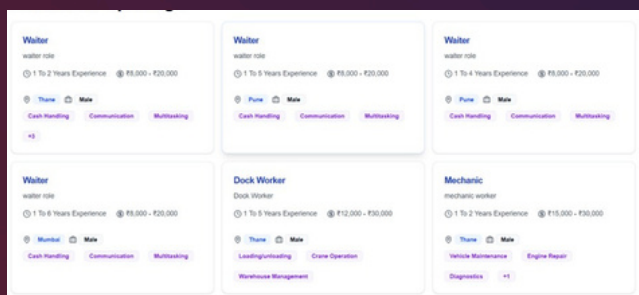 Waiter
waiter role
1 To 2 Years Experience ₹8,000 - ₹20,000
Thane Male
Cash Handling Communication Multitasking
+1
Waiter
waiter role
1 To 5 Years Experience ₹8,000 - ₹20,000
Pune Male
Cash Handling Communication Multitasking
Waiter
waiter role
1 To 4 Years Experience ₹8,000 - ₹20,000
Pune Male
Cash Handling Communication Multitasking
Waiter
waiter role
1 To 6 Years Experience ₹8,000 - ₹20,000
Mumbai Male
Cash Handling Communication Multitasking
Dock Worker
Dock Worker
1 To 5 Years Experience ₹12,000 - ₹30,000
Thane Male
Loading/unloading Crane Operation
Warehouse Management
Mechanic
mechanic worker
1 To 2 Years Experience ₹15,000 - ₹30,000
Thane Male
Vehicle Maintenance Engine Repair
Diagnostics +1